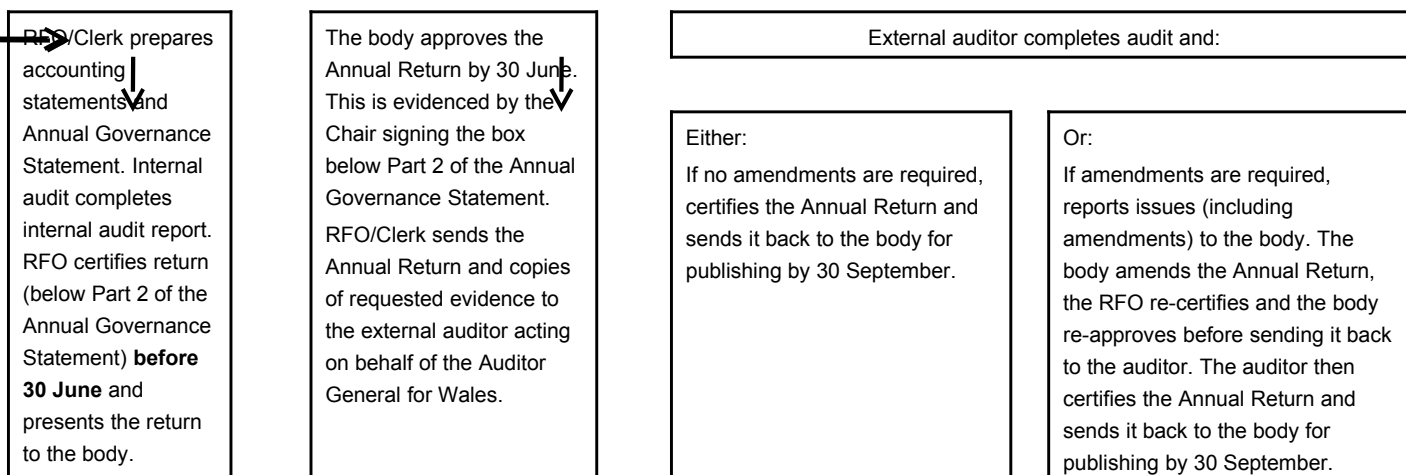 RFO/Clerk prepares
accounting
statements and
Annual Governance
Statement. Internal
audit completes
internal audit report.
RFO certifies return
(below Part 2 of the
Annual Governance
Statement) before
30 June and
presents the return
to the body.
The body approves the
Annual Return by 30 June.
This is evidenced by the
Chair signing the box
below Part 2 of the Annual
Governance Statement.
RFO/Clerk sends the
Annual Return and copies
of requested evidence to
the external auditor acting
on behalf of the Auditor
General for Wales.
External auditor completes audit and:
Either:
If no amendments are required,
certifies the Annual Return and
sends it back to the body for
publishing by 30 September.
Or:
If amendments are required,
reports issues (including
amendments) to the body. The
body amends the Annual Return,
the RFO re-certifies and the body
re-approves before sending it back
to the auditor. The auditor then
certifies the Annual Return and
sends it back to the body for
publishing by 30 September.